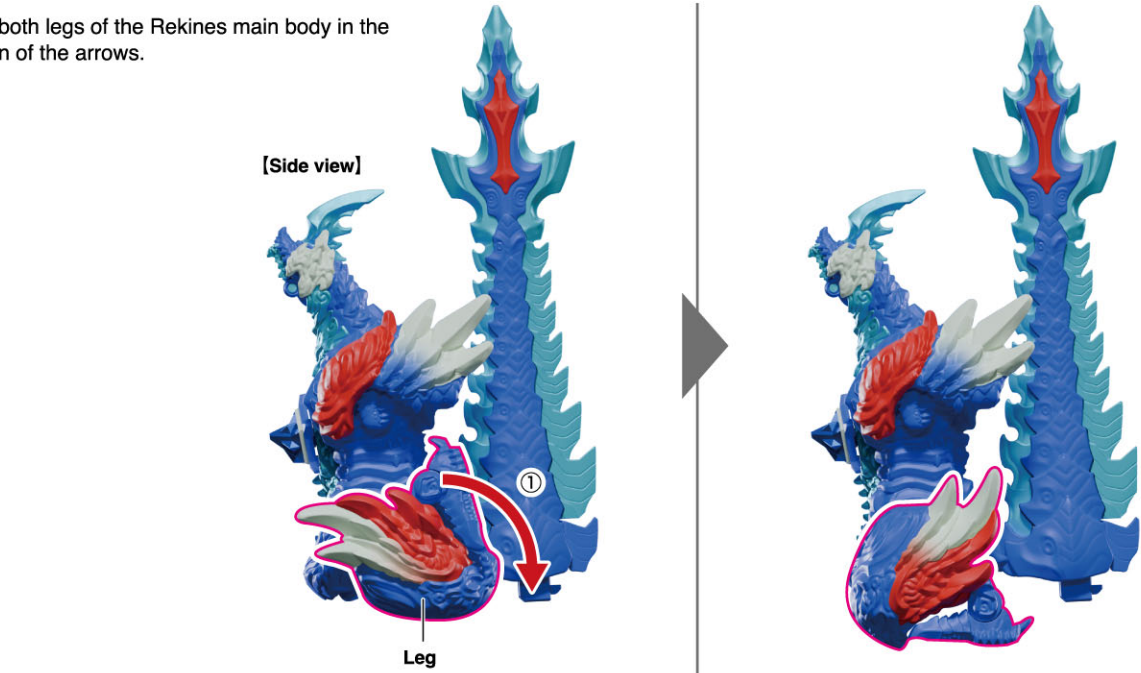 both legs of the Rekines main body in the
n of the arrows.
【Side view】
①
Leg